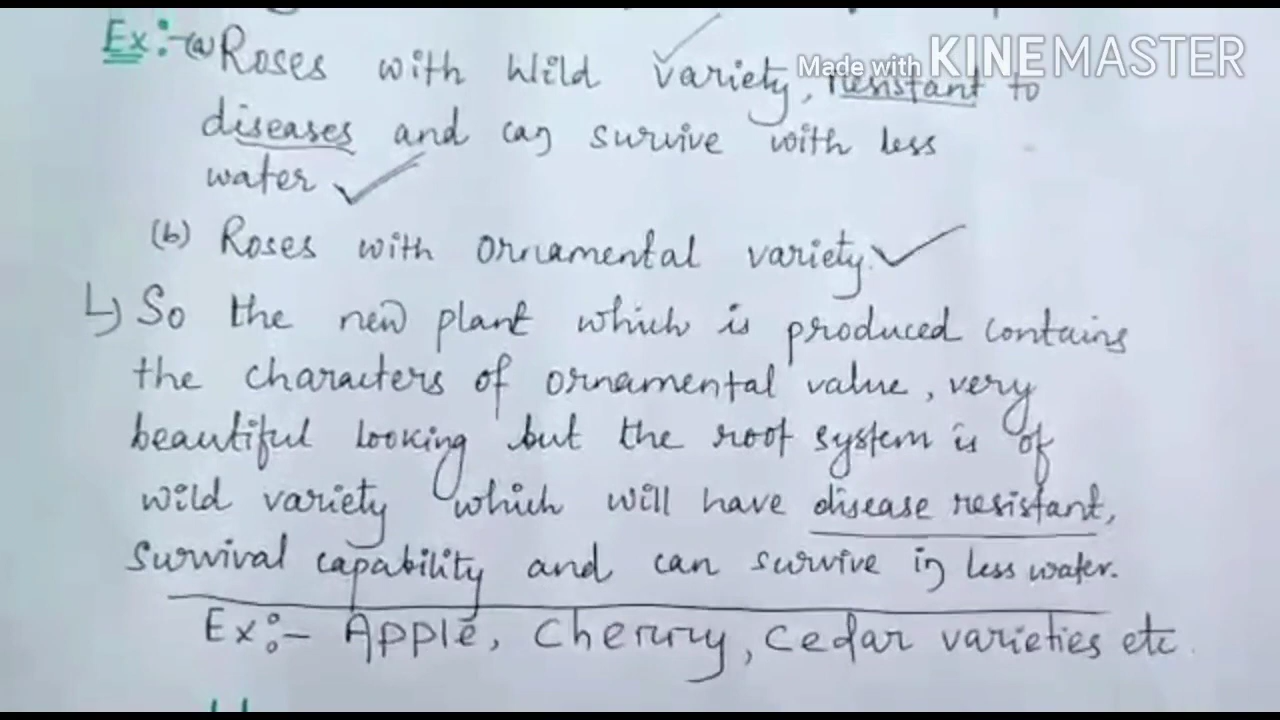 Ex:-(a) Roses with Wild variety, resistant to
diseases and can survive with less
water
(b) Roses with ornamental variety.
So the new plant which is produced contains
the characters of ornamental value, very
beautiful looking but the root system is of
wild variety which will have disease resistant,
Survival capability and can survive in less water.
Ex:- Apple, Cherry, Cedar varieties etc.
Made with KINEMASTER